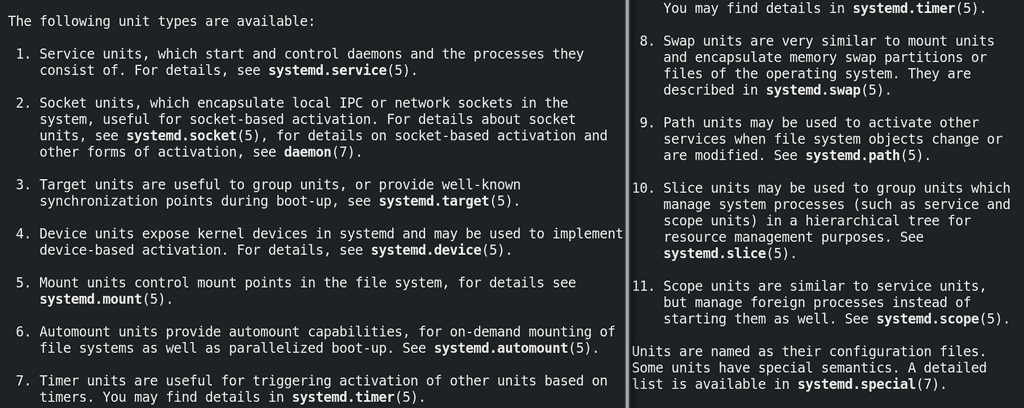 The following unit types are available:
1. Service units, which start and control daemons and the processes they
consist of. For details, see systemd.service(5).
2. Socket units, which encapsulate local IPC or network sockets in the
system, useful for socket-based activation. For details about socket
units, see systemd.socket(5), for details on socket-based activation and
other forms of activation, see daemon(7).
3. Target units are useful to group units, or provide well-known
synchronization points during boot-up, see systemd.target(5).
4. Device units expose kernel devices in systemd and may be used to implement
device-based activation. For details, see systemd.device(5).
5. Mount units control mount points in the file system, for details see
systemd.mount(5).
6. Automount units provide automount capabilities, for on-demand mounting of
file systems as well as parallelized boot-up. See systemd.automount(5).
7. Timer units are useful for triggering activation of other units based on
timers. You may find details in systemd.timer(5).
You may find details in systemd.timer(5).
8. Swap units are very similar to mount units
and encapsulate memory swap partitions or
files of the operating system. They are
described in systemd.swap(5).
9. Path units may be used to activate other
services when file system objects change or
are modified. See systemd.path(5).
10. Slice units may be used to group units which
manage system processes (such as service and
scope units) in a hierarchical tree for
resource management purposes. See
systemd.slice(5).
11. Scope units are similar to service units,
but manage foreign processes instead of
starting them as well. See systemd.scope(5).
Units are named as their configuration files.
Some units have special semantics. A detailed
list is available in systemd.special(7).